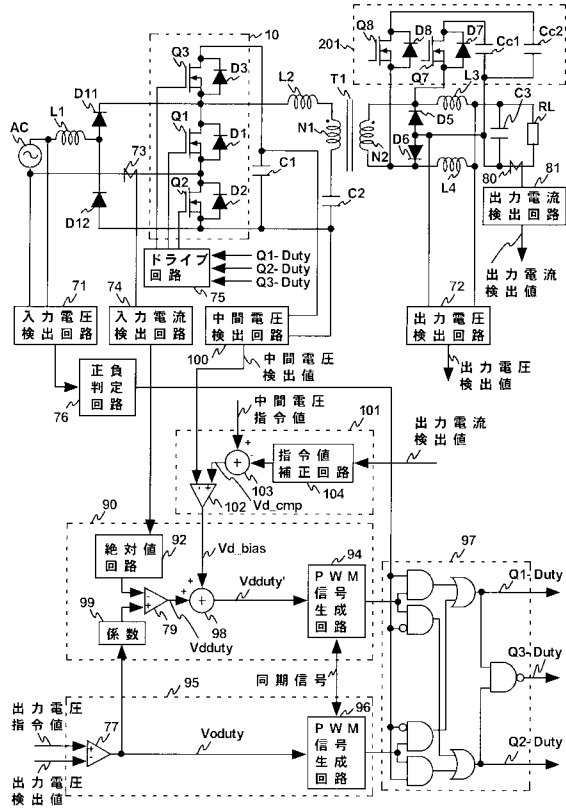 Q8
D8
D7
Cc2
Cc1
201
Q7
10
Q3
D3
L2
T1
L3
C3
RL
D11
L1
AC
Q1
D1
N1
N2
D5
D6
73
C1
L4
80
81
Q2
D2
C2
D12
出力電流
検出回路
ドライブ
回路
Q1-Duty
Q2-Duty
Q3-Duty
75
出力電流
検出値
71
74
72
入力電圧
検出回路
入力電流
検出回路
中間電圧
検出回路
出力電圧
検出回路
100
中間電圧
検出値
出力電圧
検出値
正負
判定
回路
76
中間電圧
指令値
101
出力電流
検出値
+
-
+
指令値
補正回路
-
+
103
104
102
Vd_cmp
90
92
絶対値
回路
Vd_bias
94
PWM
信号
生成
回路
97
Q1-Duty
99
-
+
+
+
Vdduty'
係数
79
98
Vdduty
Q3-Duty
95
同期信号
96
出力電圧
指令値
77
+
-
Voduty
PWM
信号
生成
回路
Q2-Duty
出力電圧
検出値